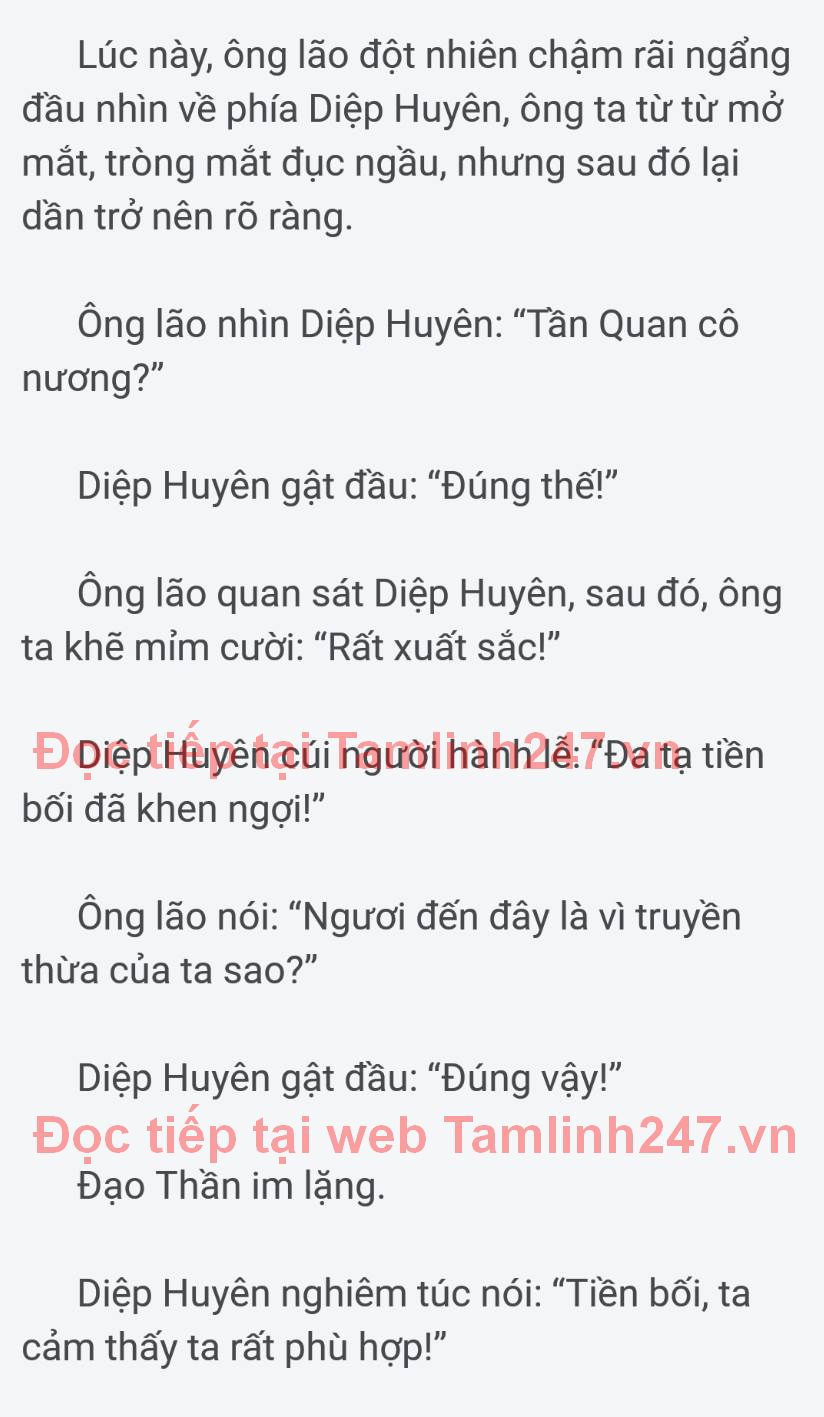 Lúc này, ông lão đột nhiên chậm rãi ngẩng
đầu nhìn về phía Diệp Huyên, ông ta từ từ mở
mắt, tròng mắt đục ngầu, nhưng sau đó lại
dần trở nên rõ ràng.
Ông lão nhìn Diệp Huyên: “Tần Quan cô
nương?”
Diệp Huyên gật đầu: “Đúng thế!”
Ông lão quan sát Diệp Huyên, sau đó, ông
ta khẽ mỉm cười: “Rất xuất sắc!”
Đọc tiếp tại Tamlinh247.vn
Diệp Huyên cúi người hành lễ: “Đa tạ tiền
bối đã khen ngợi!”
Ông lão nói: “Ngươi đến đây là vì truyền
thừa của ta sao?”
Diệp Huyên gật đầu: “Đúng vậy!”
Đọc tiếp tại web Tamlinh247.vn
Đạo Thần im lặng.
Diệp Huyên nghiêm túc nói: “Tiền bối, ta
cảm thấy ta rất phù hợp!”